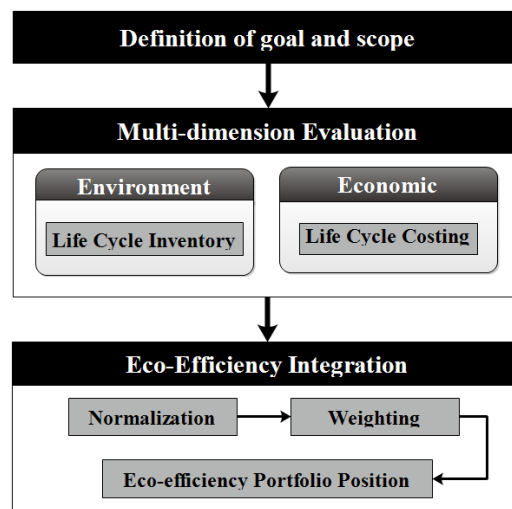 Definition of goal and scope
Multi-dimension Evaluation
Environment
Life Cycle Inventory
Economic
Life Cycle Costing
Eco-Efficiency Integration
Normalization
Weighting
Eco-efficiency Portfolio Position